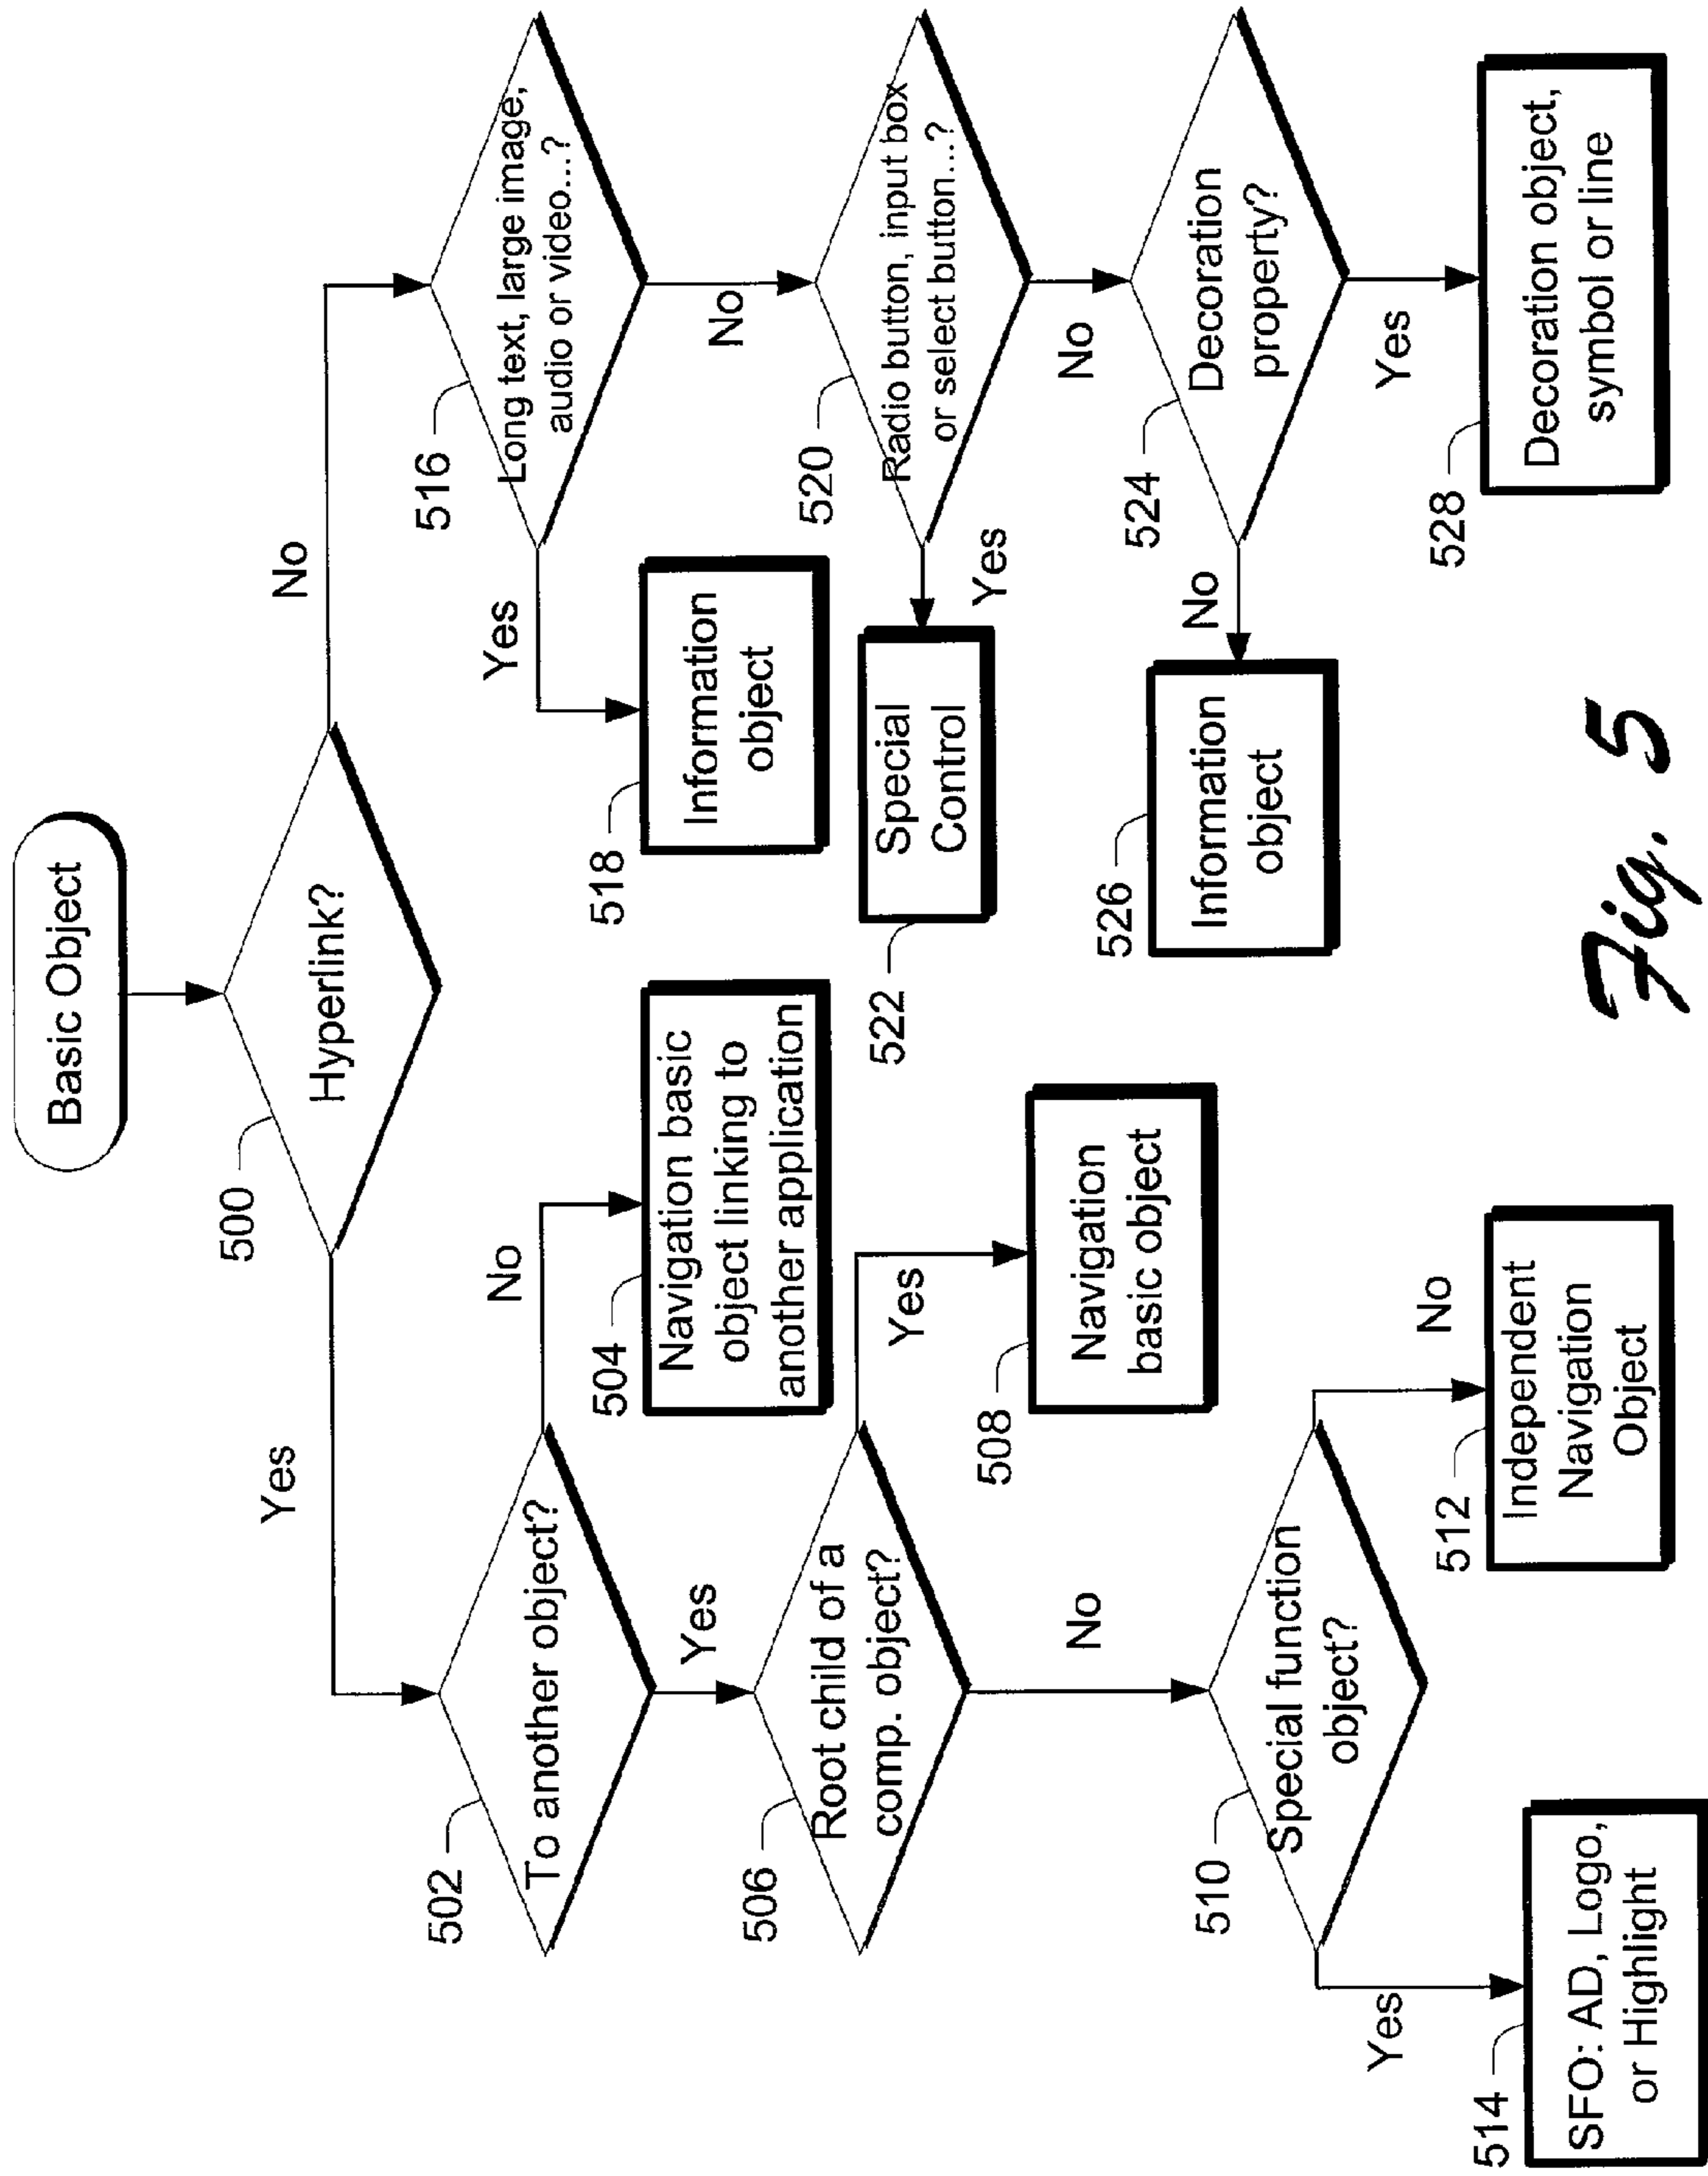 Basic Object
500
Hyperlink?
Yes
No
502
To another object?
No
504
Navigation basic
object linking to
another application
Yes
506
Root child of a
comp. object?
Yes
508
Navigation
basic object
No
510
Special function
object?
No
512
Independent
Navigation
Object
Yes
514
SFO: AD, Logo,
or Highlight
516
Long text, large image,
audio or video...?
Yes
518
Information
object
No
520
Radio button, input box
or select button...?
Yes
522
Special
Control
No
524
Decoration
property?
No
526
Information
object
Yes
528
Decoration object,
symbol or line
Fig. 5